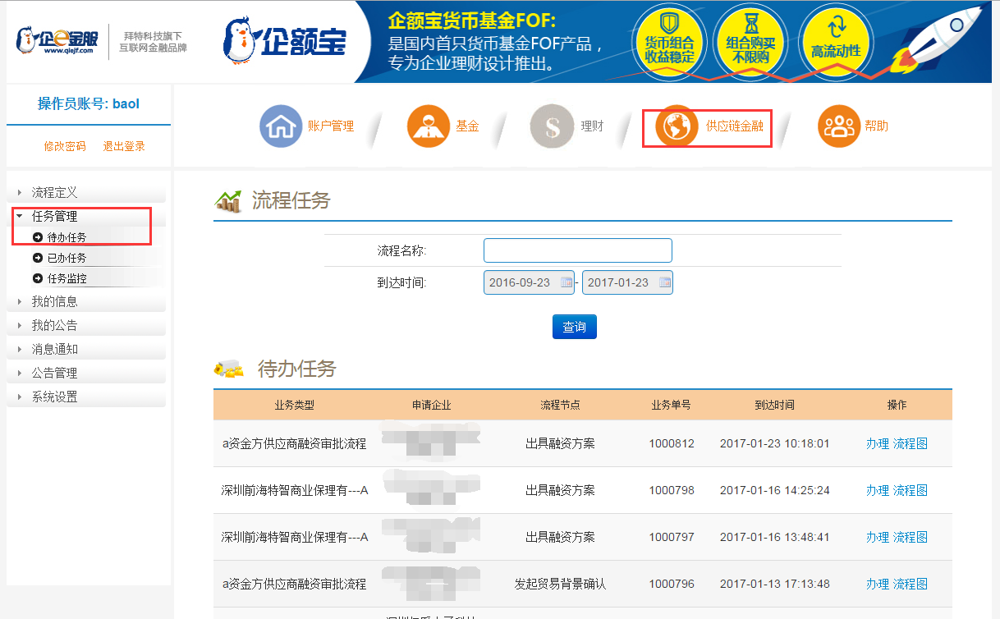 企e金服
www.qiejf.com
拜特科技旗下
互联网金融品牌
企额宝
企额宝货币基金FOF:
是国内首只货币基金FOF产品，
专为企业理财设计推出。
货币组合
收益稳定
组合购买
不限购
高流动性
操作员账号: baol
修改密码 退出登录
账户管理
基金
理财
供应链金融
帮助
流程定义
任务管理
待办任务
已办任务
任务监控
我的信息
我的公告
消息通知
公告管理
系统设置
流程任务
流程名称:
到达时间: 2016-09-23 - 2017-01-23
查询
待办任务
业务类型 申请企业 流程节点 业务单号 到达时间 操作
a资金方供应商融资审批流程 出具融资方案 1000812 2017-01-23 10:18:01 办理 流程图
深圳前海特智商业保理有---A 出具融资方案 1000798 2017-01-16 14:25:24 办理 流程图
深圳前海特智商业保理有---A 出具融资方案 1000797 2017-01-16 13:48:41 办理 流程图
a资金方供应商融资审批流程 发起贸易背景确认 1000796 2017-01-13 17:13:48 办理 流程图